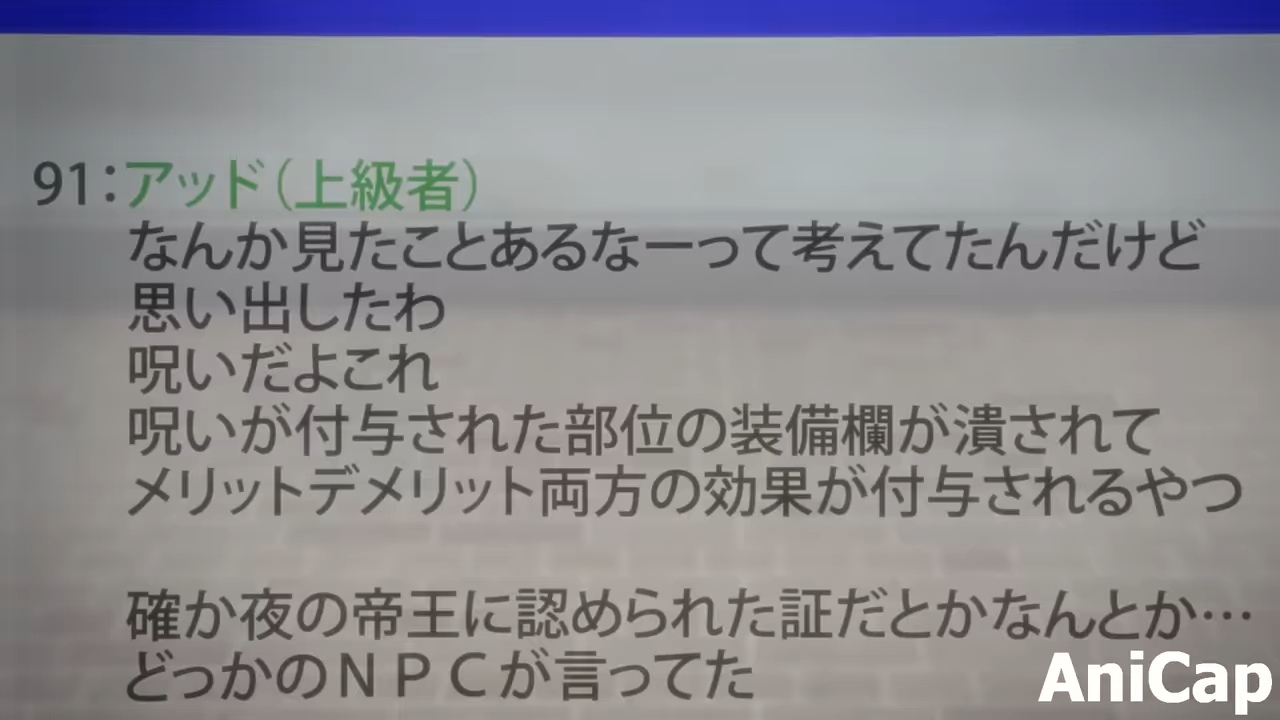 91：アッド（上級者）
なんか見たことあるなーって考えてたんだけど
思い出したわ
呪いだよこれ
呪いが付与された部位の装備欄が潰されて
メリットデメリット両方の効果が付与されるやつ
確か夜の帝王に認められた証だとかなんとか…
どっかのＮＰＣが言ってた
AniCap